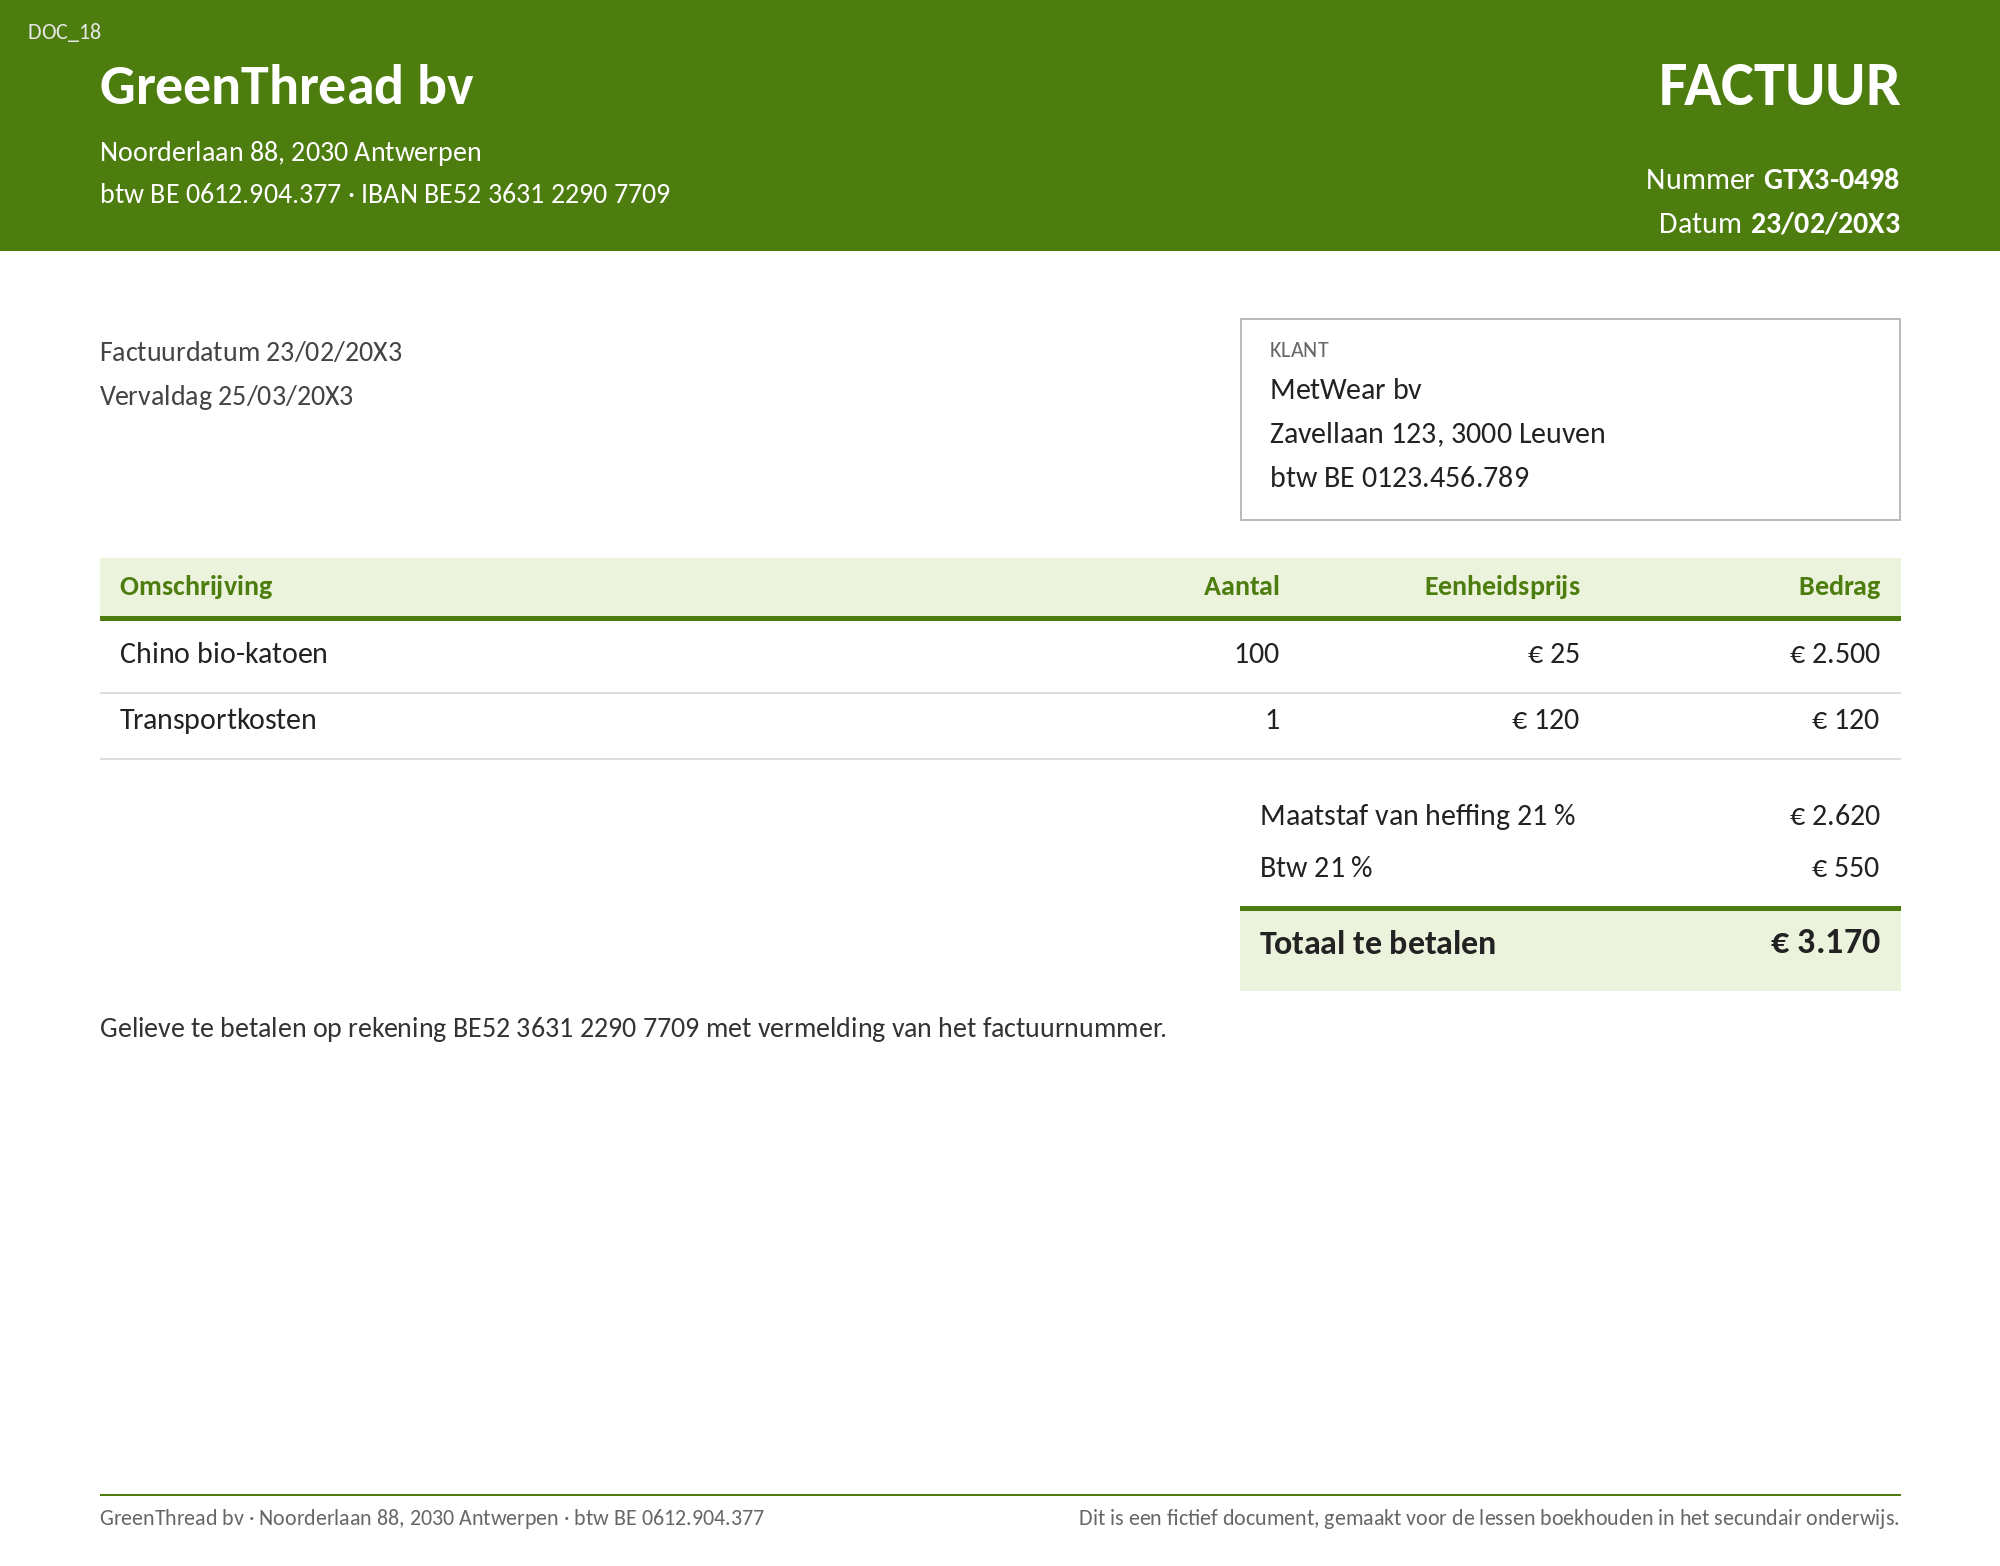 DOC_18
GreenThread bv
FACTUUR
Noorderlaan 88, 2030 Antwerpen
btw BE 0612.904.377 · IBAN BE52 3631 2290 7709
Nummer GTX3-0498
Datum 23/02/20X3
Factuurdatum 23/02/20X3
Vervaldag 25/03/20X3
KLANT
MetWear bv
Zavellaan 123, 3000 Leuven
btw BE 0123.456.789
Omschrijving Aantal Eenheidsprijs Bedrag
Chino bio-katoen 100 € 25 € 2.500
Transportkosten 1 € 120 € 120
Maatstaf van heffing 21 % € 2.620
Btw 21 % € 550
Totaal te betalen € 3.170
Gelieve te betalen op rekening BE52 3631 2290 7709 met vermelding van het factuurnummer.
GreenThread bv · Noorderlaan 88, 2030 Antwerpen · btw BE 0612.904.377
Dit is een fictief document, gemaakt voor de lessen boekhouden in het secundair onderwijs.